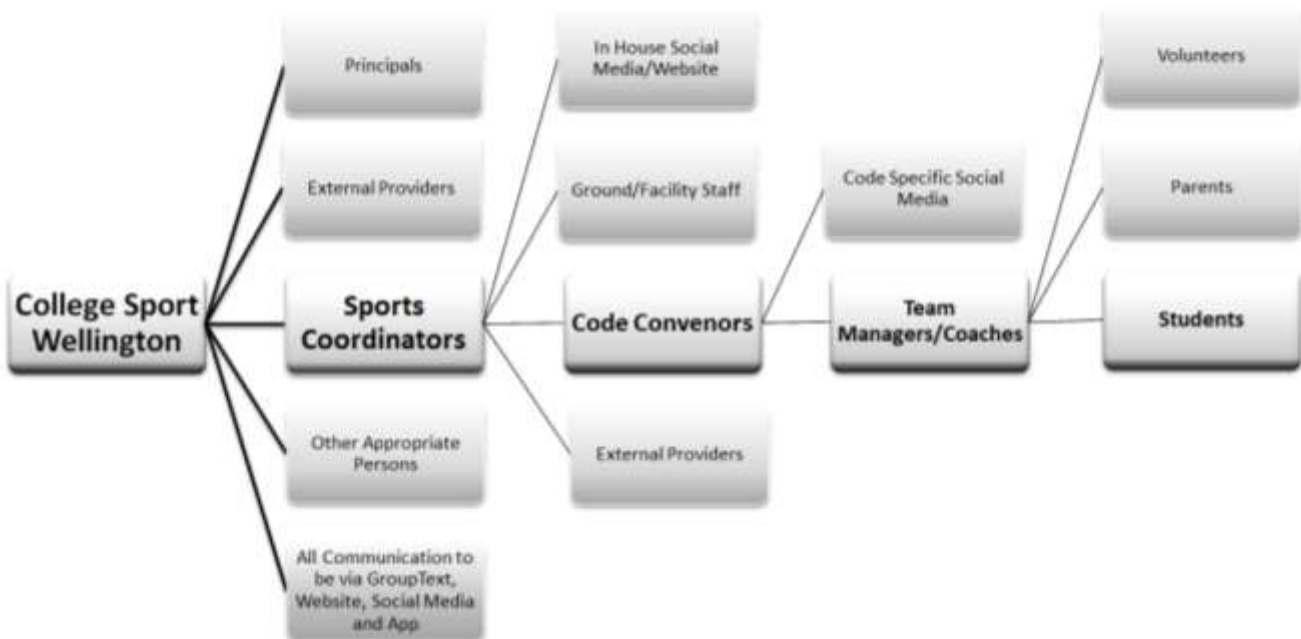 Principals
In House Social
Media/Website
Volunteers
External Providers
Ground/Facility Staff
Code Specific Social
Media
Parents
College Sport
Wellington
Sports
Coordinators
Code Convenors
Team
Managers/Coaches
Students
Other Appropriate
Persons
External Providers
All Communication to
be via GroupText,
Website, Social Media
and App